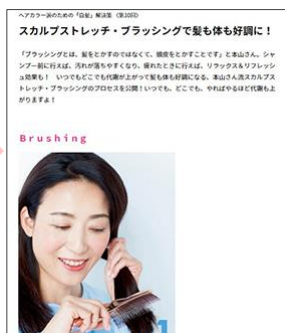 ヘアカラー派のための「白髪」解決策〈第10回〉
スカルプストレッチ・ブラッシングで髪も体も好調に！
「ブラッシングとは、髪をとかすのではなくて、頭皮をとかすことです」と本山さん。シャ
ンプー前に行えば、汚れが落ちやすくなり、疲れたときに行えば、リラックス＆リフレッシ
ュ効果も！ いつでもどこでも代謝が上がって髪も体も好調になる、本山さん流スカルプス
トレッチ・ブラッシングのプロセスを公開！いつでも、どこでも、やればやるほど代謝も上
がりますよ！
Brushing
1